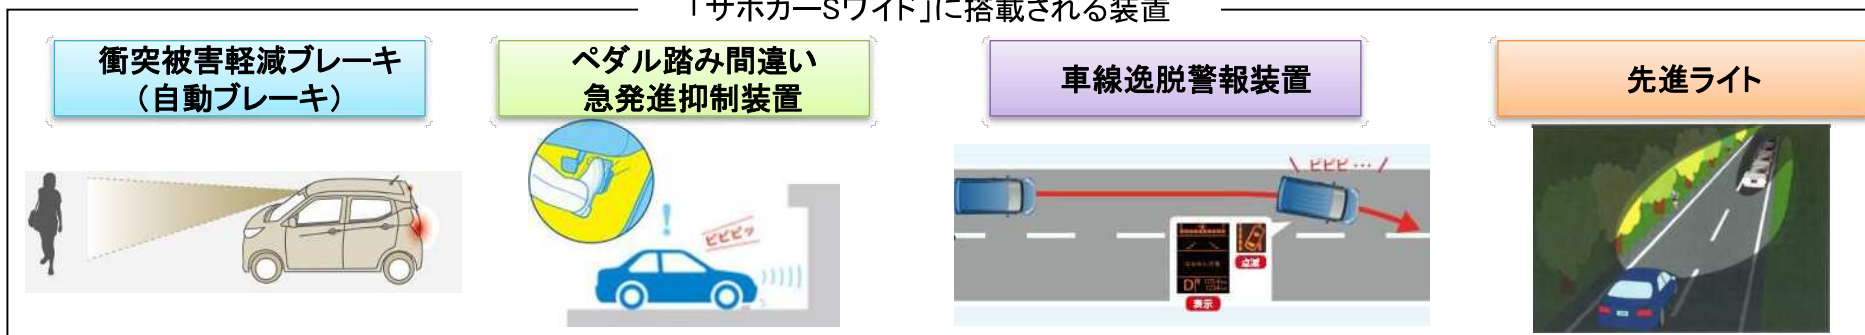 「サポカーSワイド」に搭載される装置
衝突被害軽減ブレーキ
（自動ブレーキ）
ペダル踏み間違い
急発進抑制装置
車線逸脱警報装置
先進ライト
!
ピピピッ
ピピピ…
点滅
表示